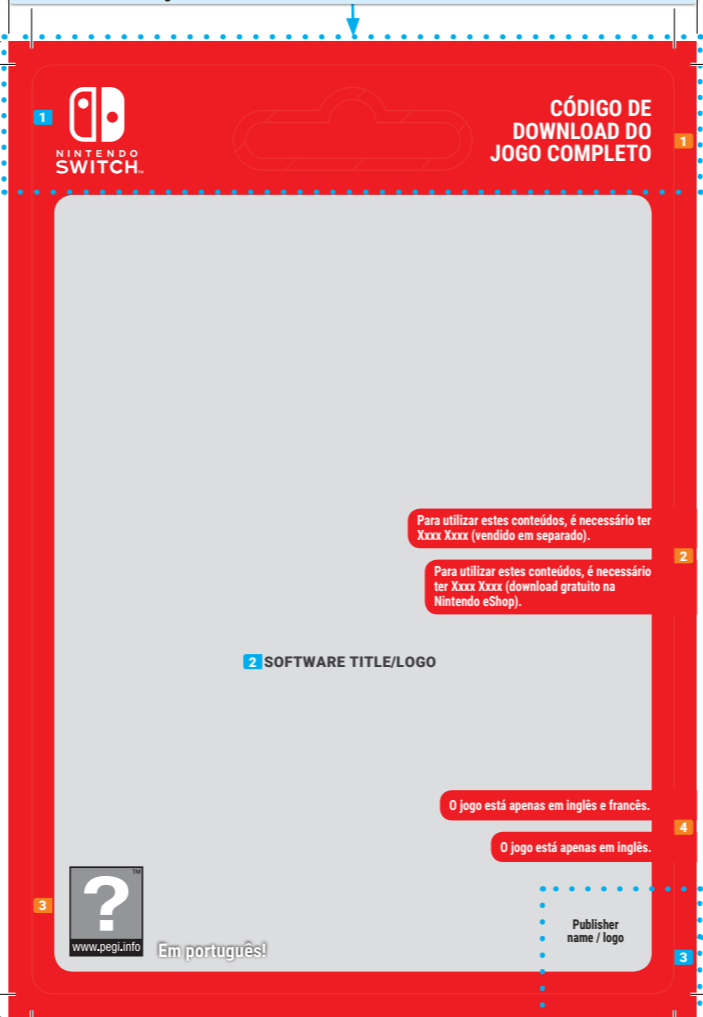 1
NINTENDO
SWITCH™
CÓDIGO DE
DOWNLOAD DO
JOGO COMPLETO
1
Para utilizar estes conteúdos, é necessário ter
Xxxx Xxxx (vendido em separado).
2
Para utilizar estes conteúdos, é necessário
ter Xxxx Xxxx (download gratuito na
Nintendo eShop).
2 SOFTWARE TITLE/LOGO
O jogo está apenas em inglês e francês.
4
O jogo está apenas em inglês.
3
?
TM
www.pegi.info
Em português!
Publisher
name / logo
3